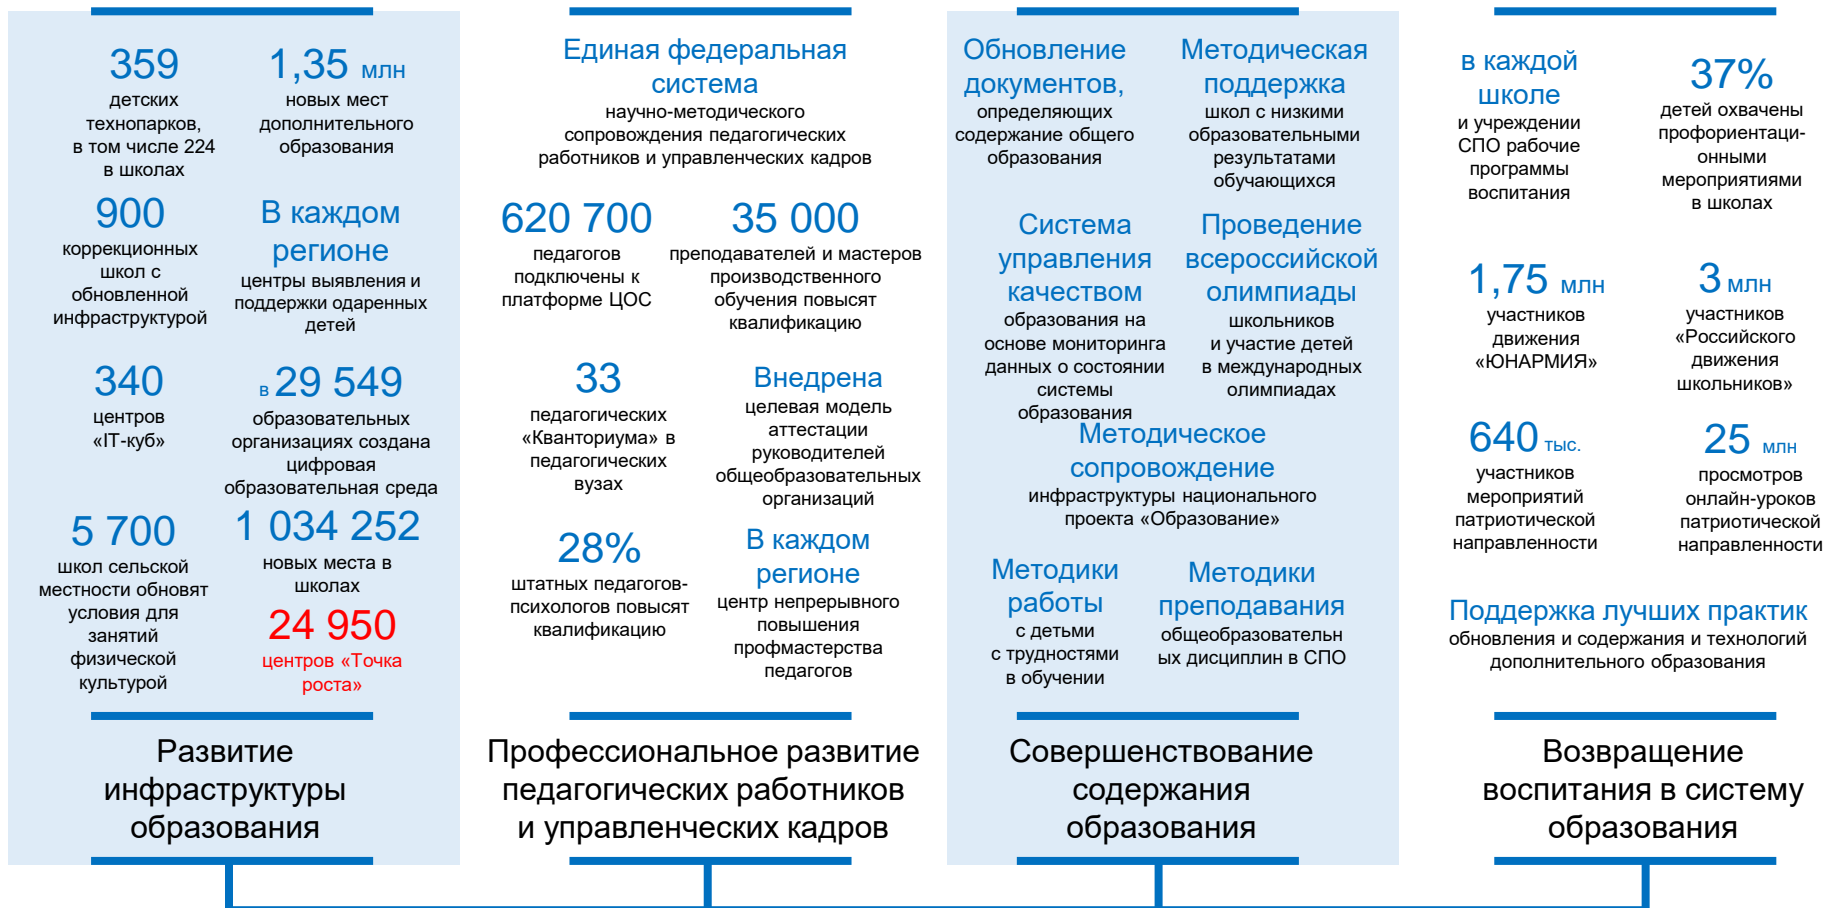 359
детских
технопарков,
в том числе 224
в школах
1,35 млн
новых мест
дополнительного
образования
900
коррекционных
школ с
обновленной
инфраструктурой
В каждом
регионе
центры выявления и
поддержки одаренных
детей
340
центров
«IT-куб»
в 29 549
образовательных
организациях создана
цифровая
образовательная среда
5 700
школ сельской
местности обновят
условия для
занятий
физической
культурой
1 034 252
новых места в
школах
24 950
центров «Точка
роста»
Развитие
инфраструктуры
образования
Единая федеральная
система
научно-методического
сопровождения педагогических
работников и управленческих кадров
620 700
педагогов
подключены к
платформе ЦОС
35 000
преподавателей и мастеров
производственного
обучения повысят
квалификацию
33
педагогических
«Кванториума» в
педагогических
вузах
Внедрена
целевая модель
аттестации
руководителей
общеобразовательных
организаций
28%
штатных педагогов-
психологов повысят
квалификацию
В каждом
регионе
центр непрерывного
повышения
профмастерства
педагогов
Профессиональное развитие
педагогических работников
и управленческих кадров
Обновление
документов,
определяющих
содержание общего
образования
Методическая
поддержка
школ с низкими
образовательными
результатами
обучающихся
Система
управления
качеством
образования на
основе мониторинга
данных о состоянии
системы
образования
Проведение
всероссийской
олимпиады
школьников
и участие детей
в международных
олимпиадах
Методическое
сопровождение
инфраструктуры национального
проекта «Образование»
Методики
работы
с детьми
с трудностями
в обучении
Методики
преподавания
общеобразовательн
ых дисциплин в СПО
Совершенствование
содержания
образования
в каждой
школе
и учреждении
СПО рабочие
программы
воспитания
37%
детей охвачены
профориентаци-
онными
мероприятиями
в школах
1,75 млн
участников
движения
«ЮНАРМИЯ»
3 млн
участников
«Российского
движения
школьников»
640 тыс.
участников
мероприятий
патриотической
направленности
25 млн
просмотров
онлайн-уроков
патриотической
направленности
Поддержка лучших практик
обновления и содержания и технологий
дополнительного образования
Возвращение
воспитания в систему
образования